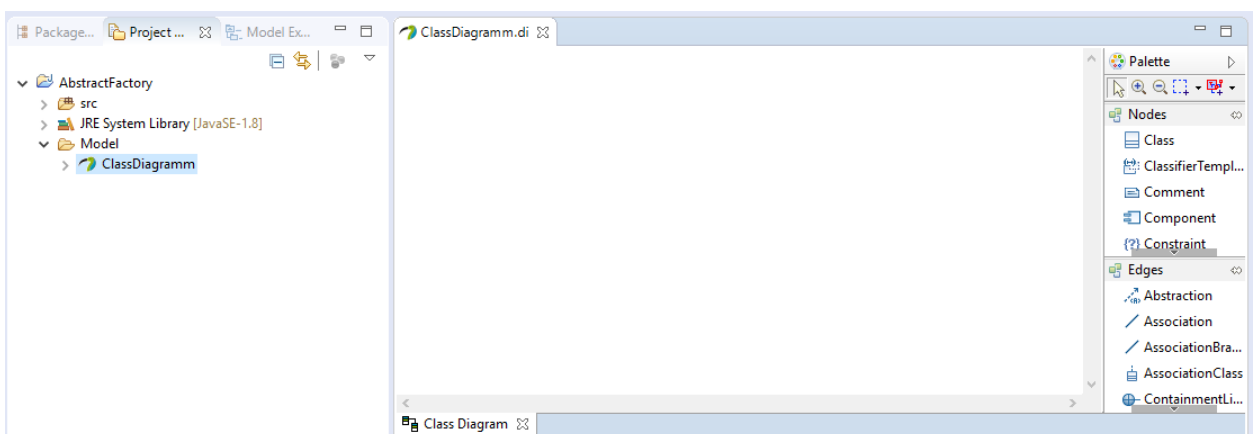 Package...
Project ...
Model Ex...
ClassDiagramm.di
AbstractFactory
src
JRE System Library [JavaSE-1.8]
Model
ClassDiagramm
Palette
Nodes
Class
ClassifierTempl...
Comment
Component
{?} Constraint
Edges
Abstraction
Association
AssociationBra...
AssociationClass
ContainmentLi...
Class Diagram